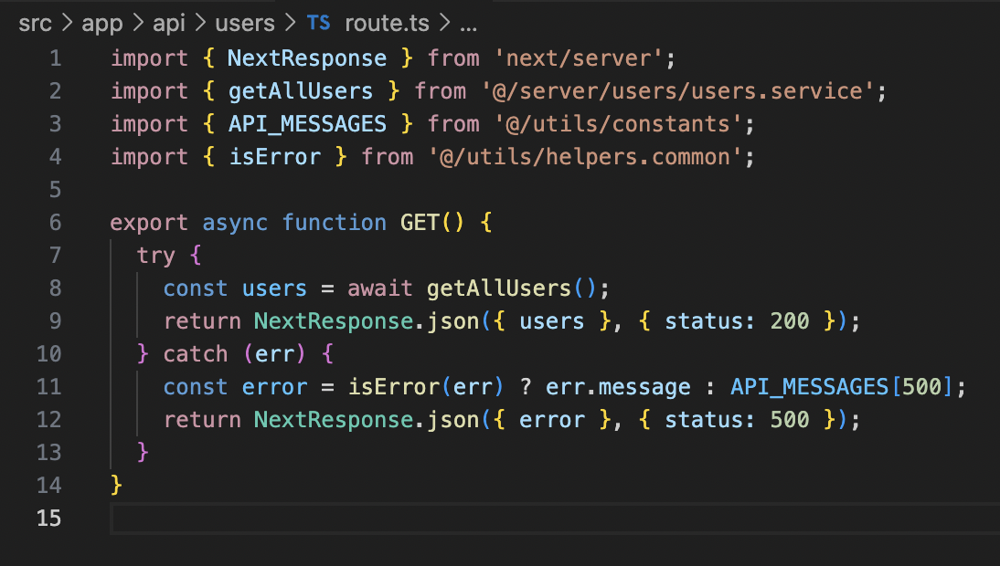 src > app > api > users > TS route.ts > ...
1 import { NextResponse } from 'next/server';
2 import { getAllUsers } from '@/server/users/users.service';
3 import { API_MESSAGES } from '@/utils/constants';
4 import { isError } from '@/utils/helpers.common';
5
6 export async function GET() {
7   try {
8     const users = await getAllUsers();
9     return NextResponse.json({ users }, { status: 200 });
10   } catch (err) {
11     const error = isError(err) ? err.message : API_MESSAGES[500];
12     return NextResponse.json({ error }, { status: 500 });
13   }
14 }
15